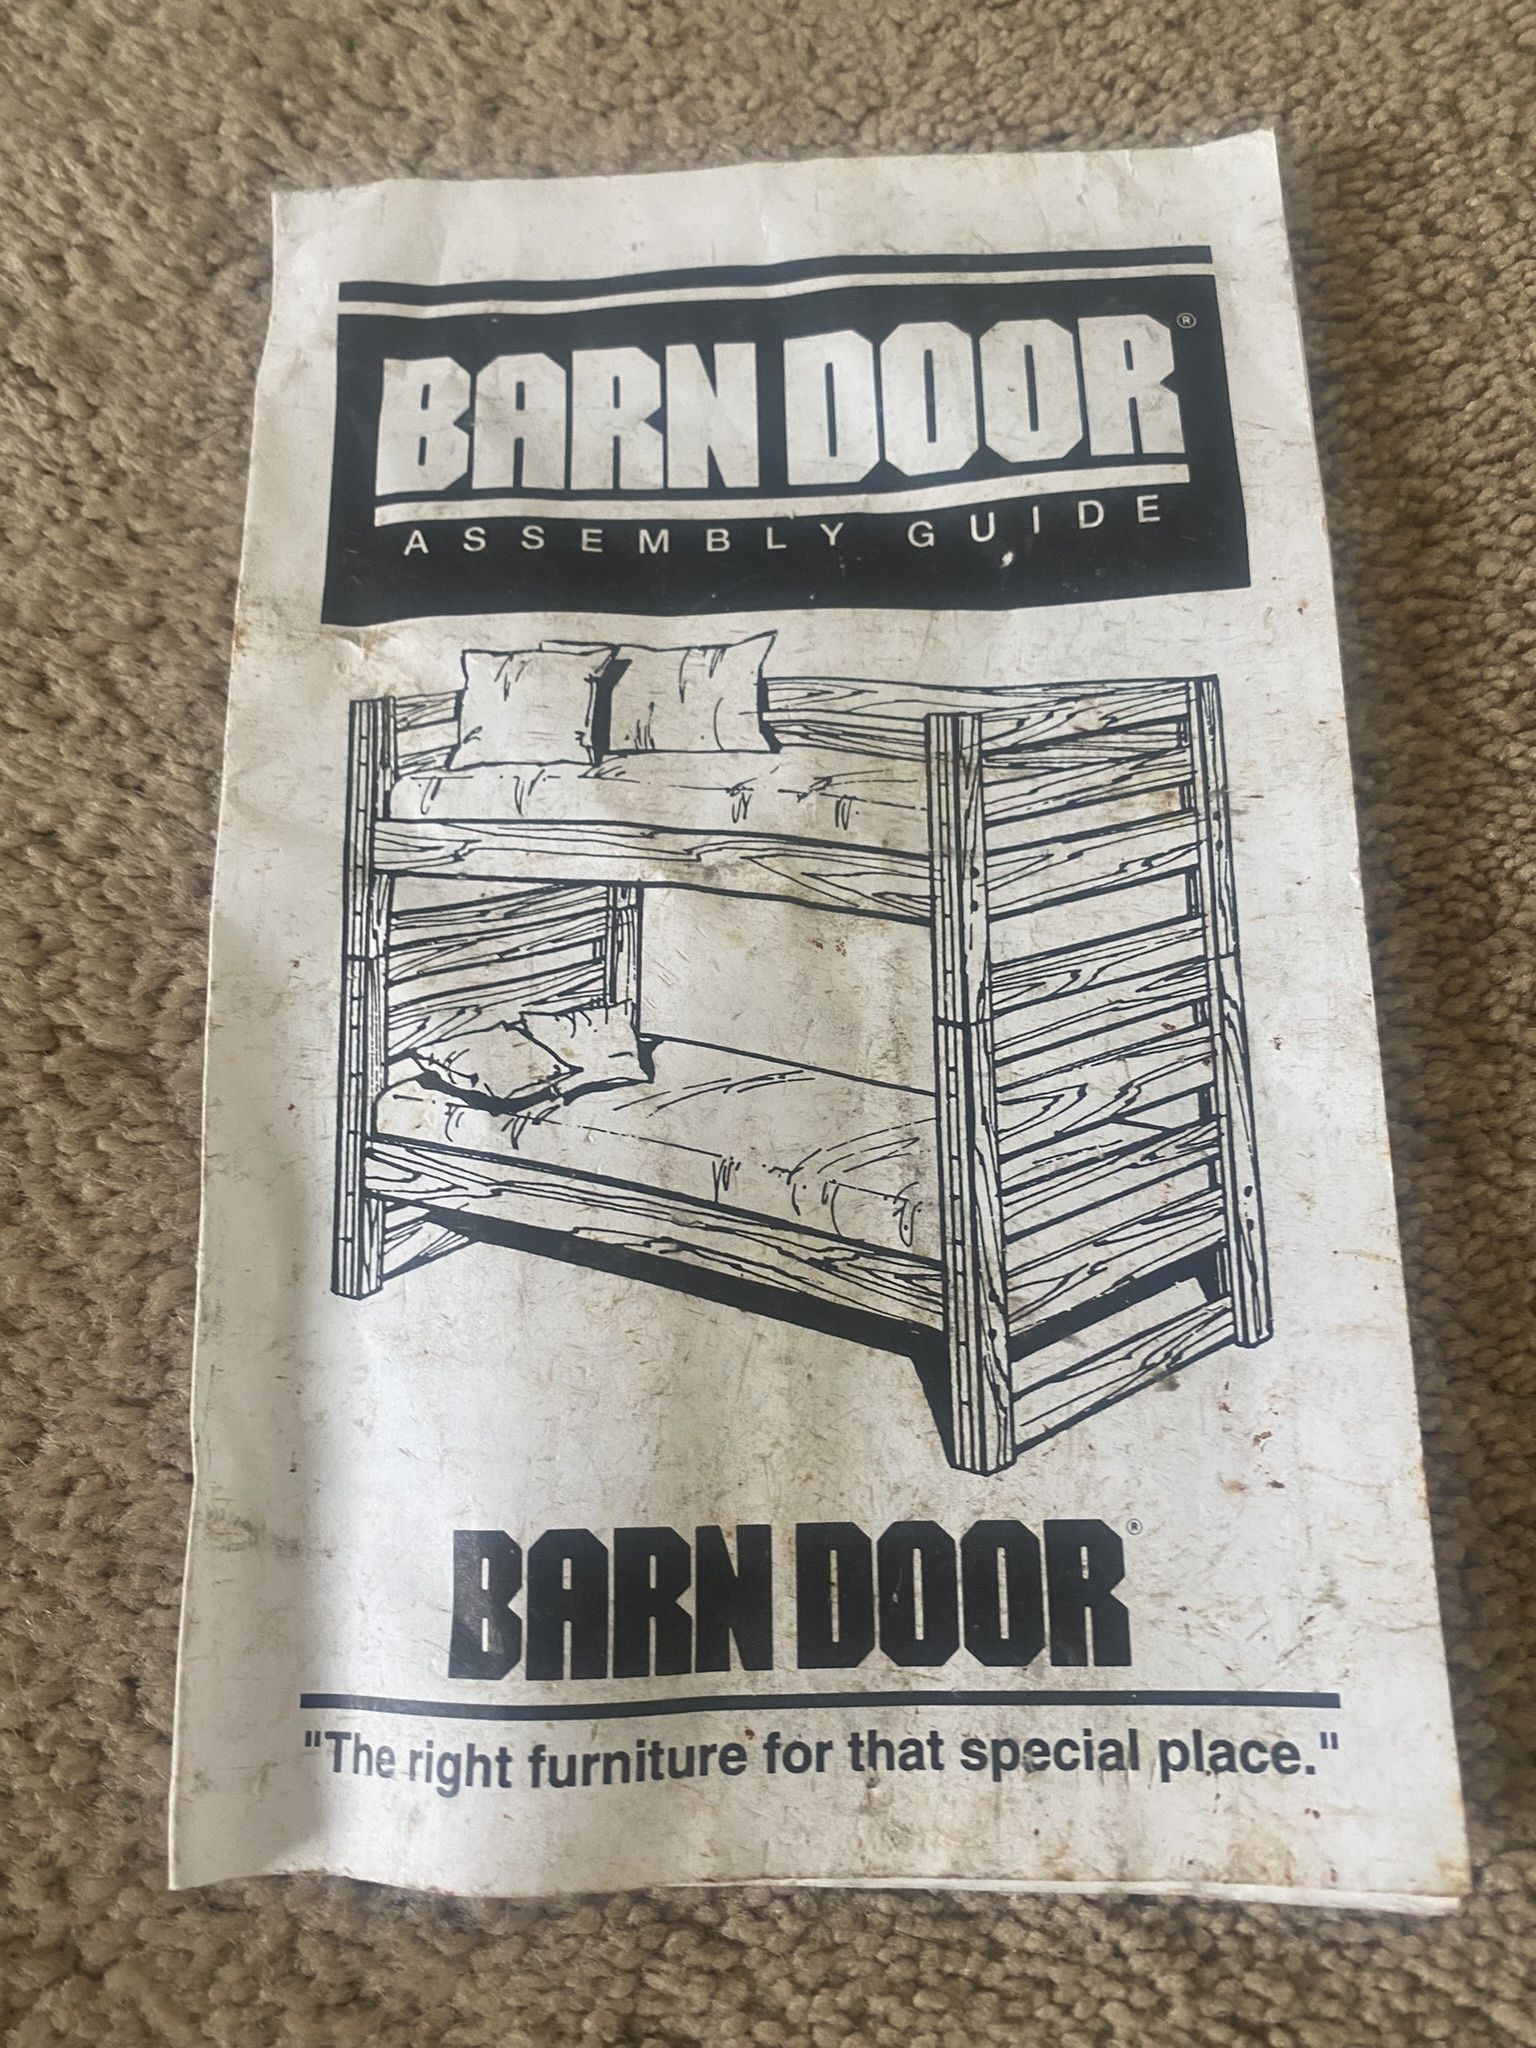 BARN DOOR®
ASSEMBLY GUIDE
BARN DOOR®
"The right furniture for that special place."